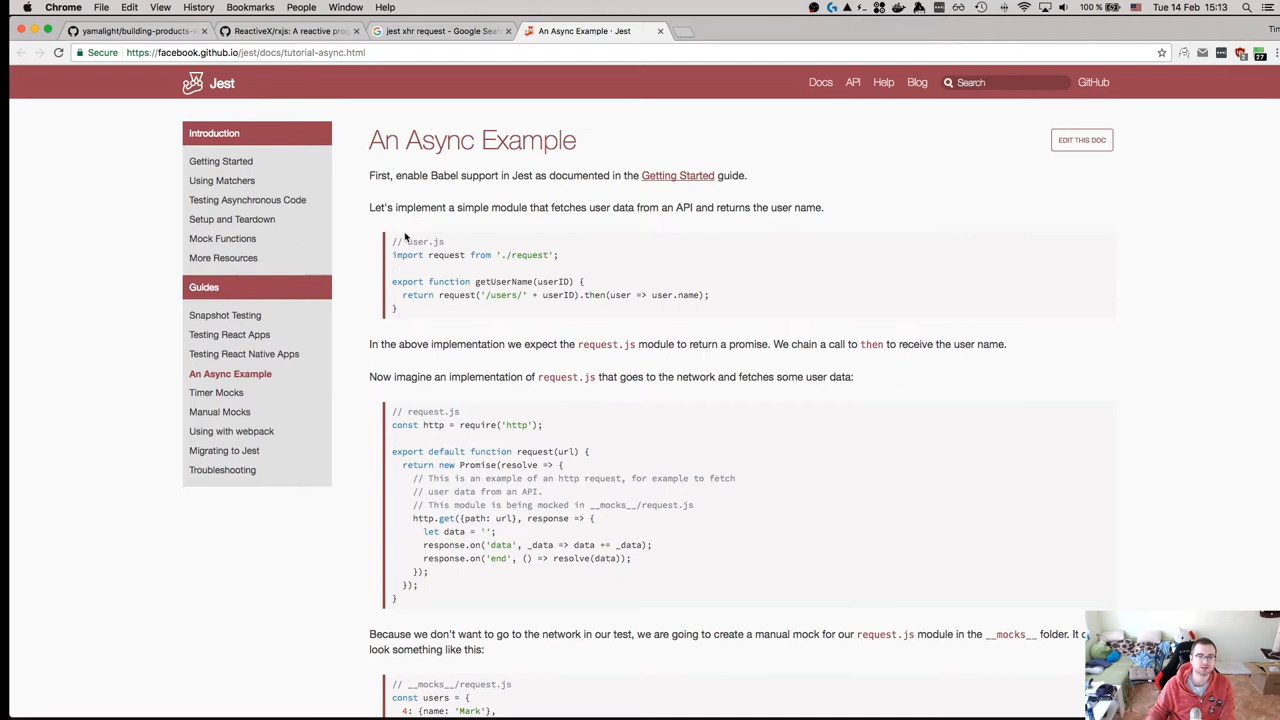 Chrome File Edit View History Bookmarks People Window Help 100 % Tue 14 Feb 15:13
yamalight/building-products-w
ReactiveX/rxjs: A reactive prog
jest xhr request - Google Sear
An Async Example · Jest
Tim
Secure https://facebook.github.io/jest/docs/tutorial-async.html
27
Jest
Docs API Help Blog Search GitHub
Introduction
Getting Started
Using Matchers
Testing Asynchronous Code
Setup and Teardown
Mock Functions
More Resources
Guides
Snapshot Testing
Testing React Apps
Testing React Native Apps
An Async Example
Timer Mocks
Manual Mocks
Using with webpack
Migrating to Jest
Troubleshooting
An Async Example
EDIT THIS DOC
First, enable Babel support in Jest as documented in the Getting Started guide.
Let's implement a simple module that fetches user data from an API and returns the user name.
// user.js
import request from './request';
export function getUserName(userID) {
return request('/users/' + userID).then(user => user.name);
}
In the above implementation we expect the request.js module to return a promise. We chain a call to then to receive the user name.
Now imagine an implementation of request.js that goes to the network and fetches some user data:
// request.js
const http = require('http');
export default function request(url) {
return new Promise(resolve => {
// This is an example of an http request, for example to fetch
// user data from an API.
// This module is being mocked in __mocks__/request.js
http.get({path: url}, response => {
let data = '';
response.on('data', _data => data += _data);
response.on('end', () => resolve(data));
});
});
}
Because we don't want to go to the network in our test, we are going to create a manual mock for our request.js module in the __mocks__ folder. It c
look something like this:
// __mocks__/request.js
const users = {
4: {name: 'Mark'},